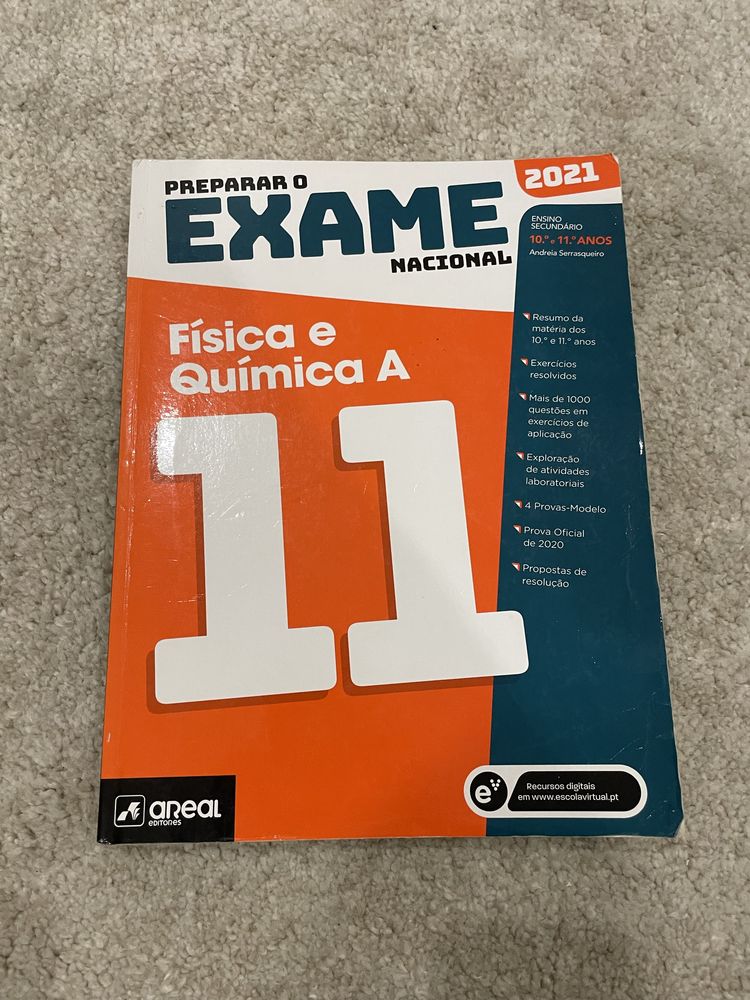 PREPARAR O
EXAME
NACIONAL
2021
ENSINO
SECUNDÁRIO
10.º e 11.º ANOS
Andreia Serrasqueiro
Física e
Química A
11
Resumo da
matéria dos
10.º e 11.º anos
Exercícios
resolvidos
Mais de 1000
questões em
exercícios de
aplicação
Exploração
de atividades
laboratoriais
4 Provas-Modelo
Prova Oficial
de 2020
Propostas de
resolução
areal
EDITORES
ev
Recursos digitais
em www.escolavirtual.pt